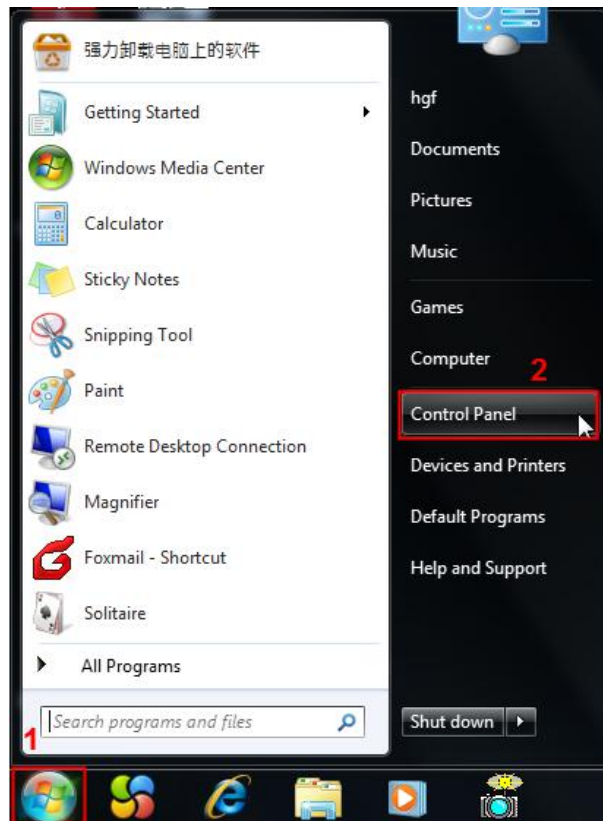 强力卸载电脑上的软件
Getting Started
Windows Media Center
Calculator
Sticky Notes
Snipping Tool
Paint
Remote Desktop Connection
Magnifier
Foxmail - Shortcut
Solitaire
All Programs
Search programs and files
1
hgf
Documents
Pictures
Music
Games
Computer
2
Control Panel
Devices and Printers
Default Programs
Help and Support
Shut down